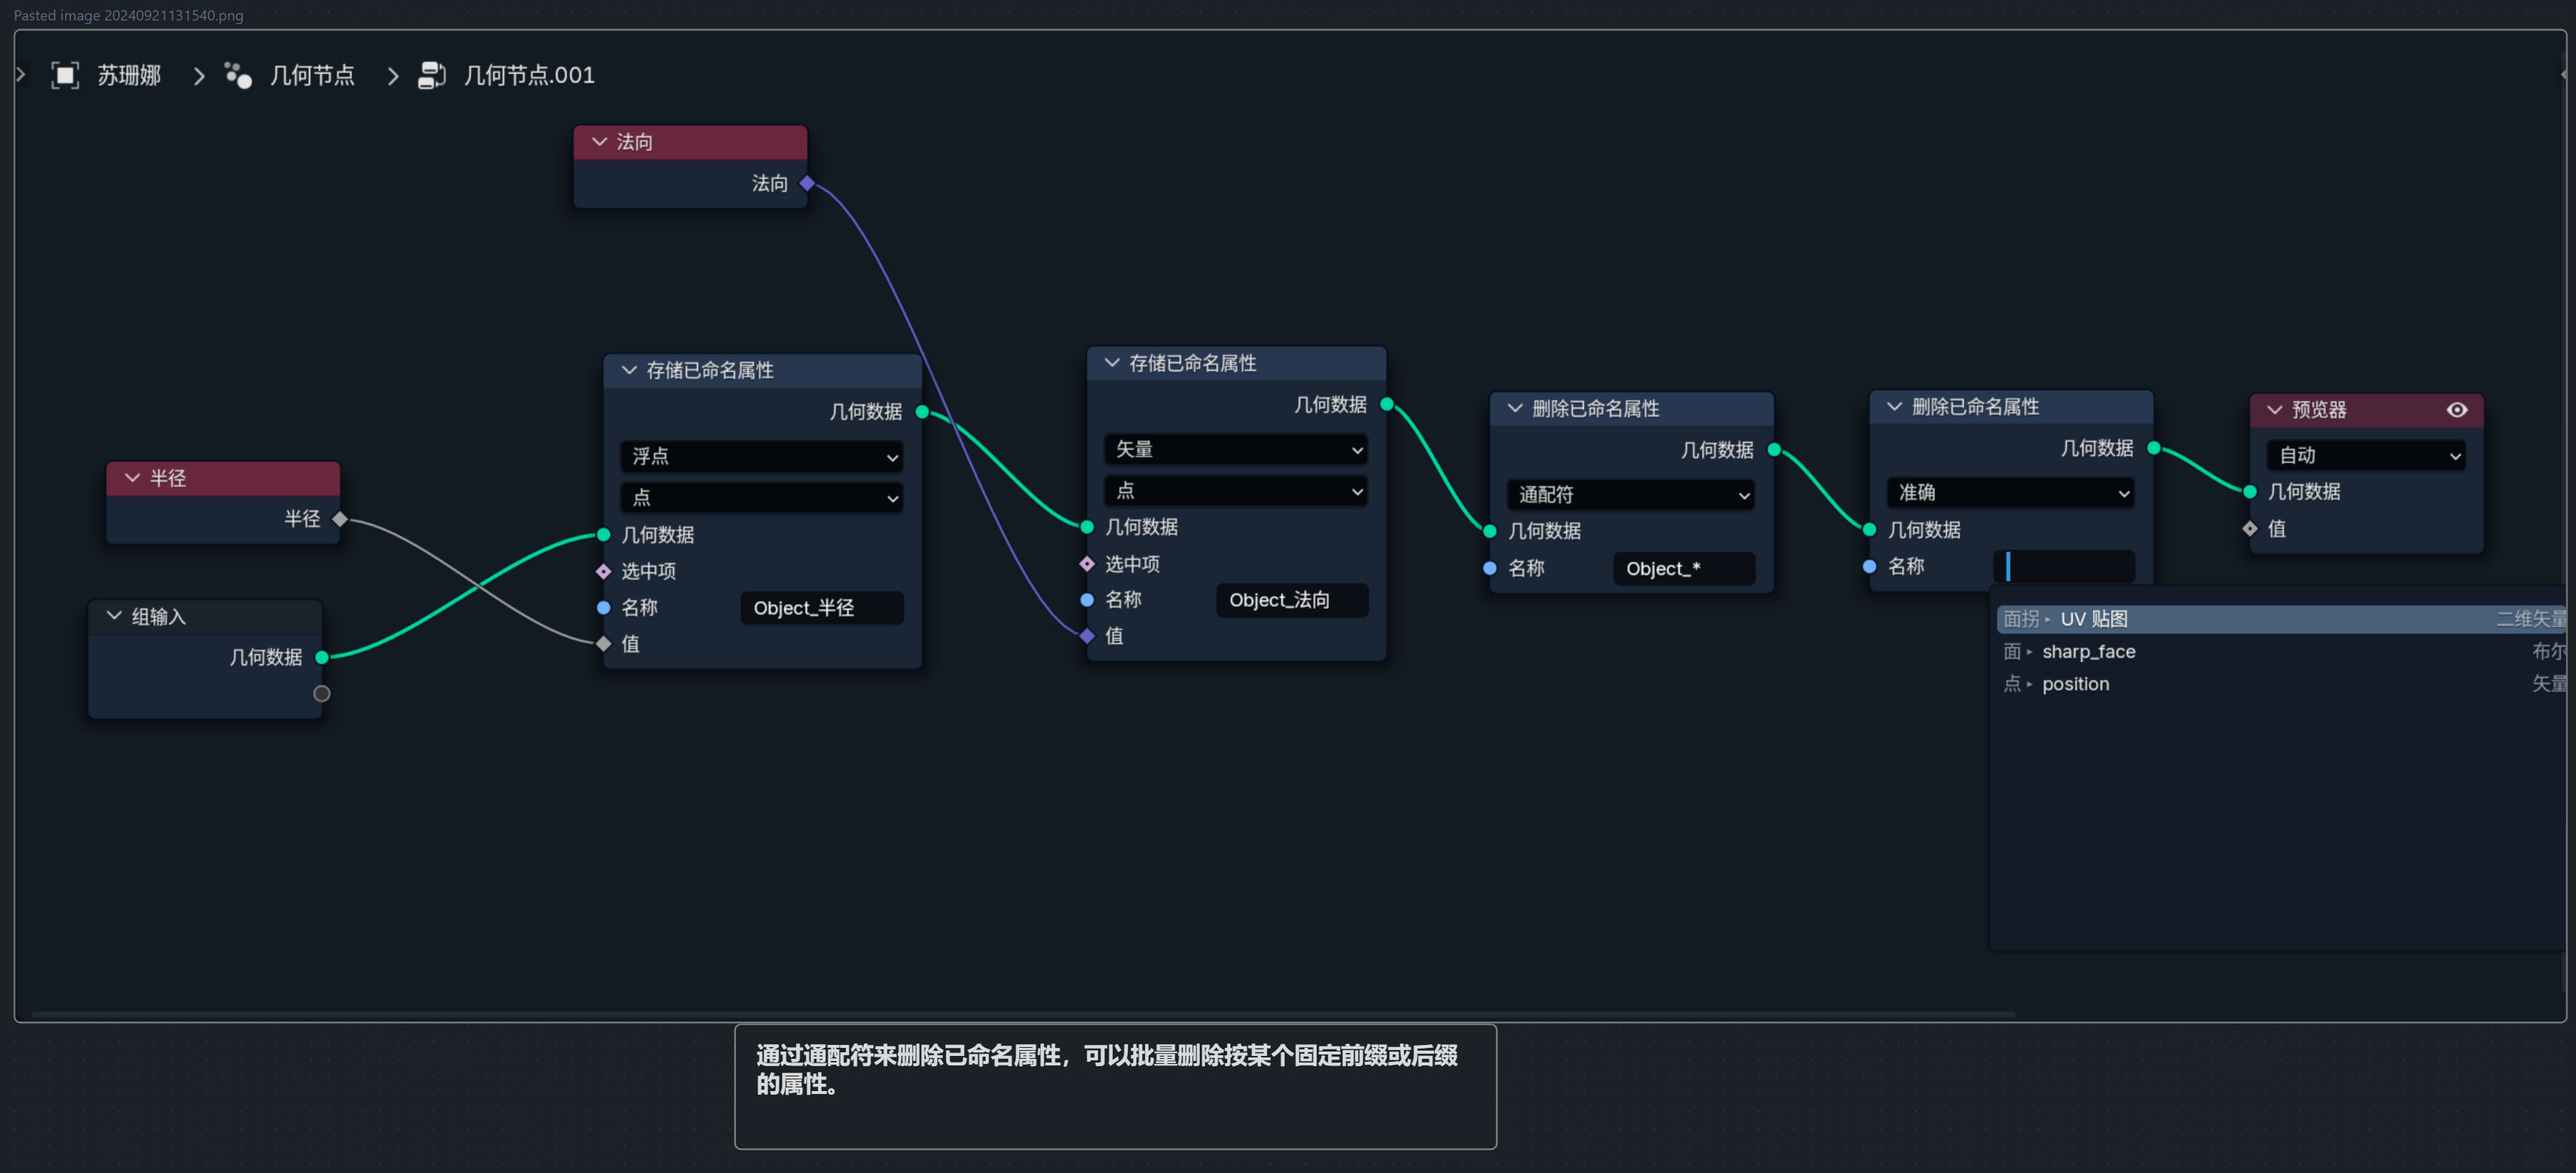 Pasted image 20240921131540.png
苏珊娜
几何节点
几何节点.001
法向
法向
半径
半径
组输入
几何数据
存储已命名属性
几何数据
浮点
点
几何数据
选中项
名称 Object_半径
值
存储已命名属性
几何数据
矢量
点
几何数据
选中项
名称 Object_法向
值
删除已命名属性
几何数据
通配符
几何数据
名称 Object_*
删除已命名属性
几何数据
准确
几何数据
名称
面拐 UV 贴图 二维矢量
面 sharp_face 布尔
点 position 矢量
预览器
自动
几何数据
值
通过通配符来删除已命名属性，可以批量删除按某个固定前缀或后缀
的属性。